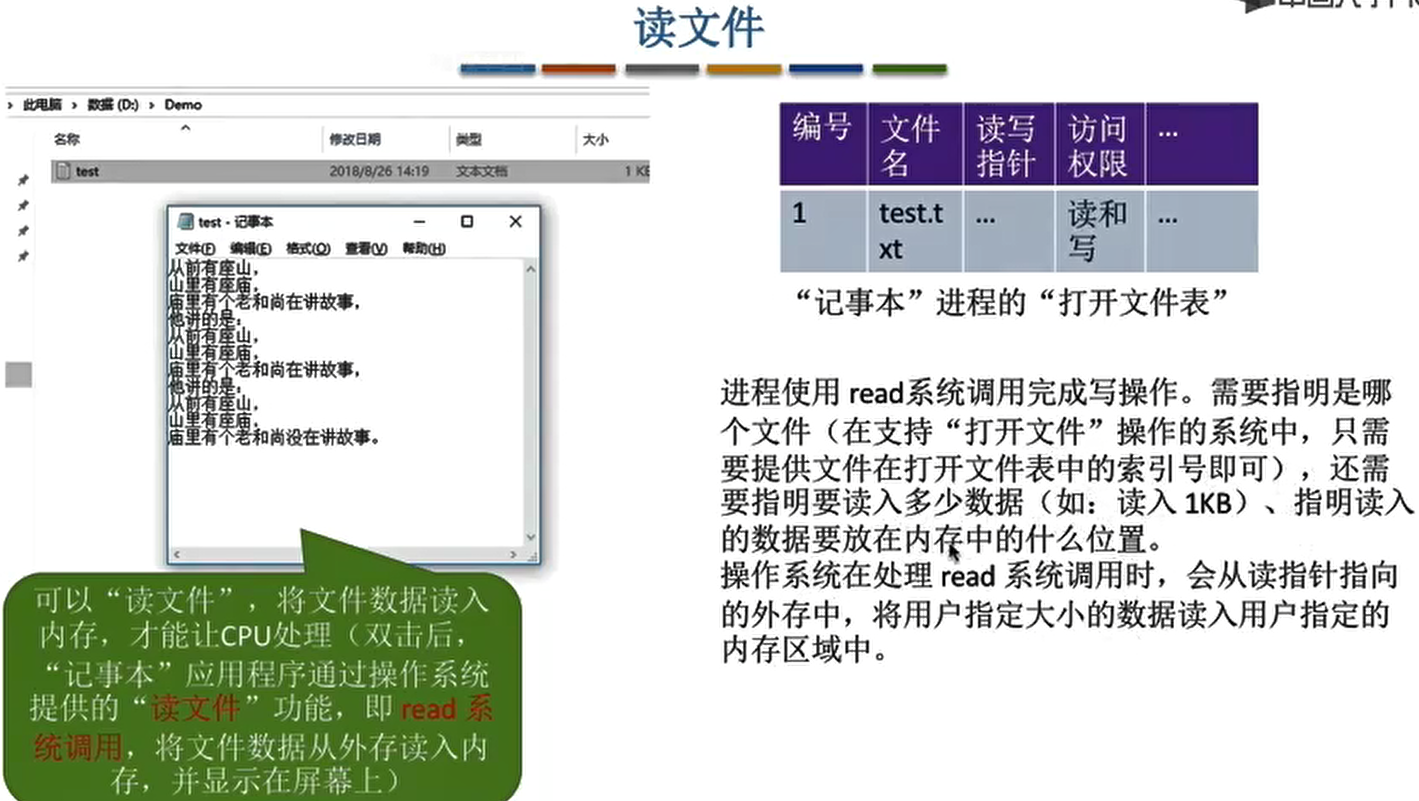 读文件
› 此电脑 › 数据 (D:) › Demo
名称 修改日期 类型 大小
test 2018/8/26 14:19 文本文档 1 KB
test - 记事本
文件(F) 编辑(E) 格式(O) 查看(V) 帮助(H)
从前有座山，
山里有座庙，
庙里有个老和尚在讲故事，
他讲的是：
从前有座山，
山里有座庙，
庙里有个老和尚在讲故事，
他讲的是：
从前有座山，
山里有座庙，
庙里有个老和尚没在讲故事。
可以“读文件”，将文件数据读入
内存，才能让CPU处理（双击后，
“记事本”应用程序通过操作系统
提供的“读文件”功能，即 read 系
统调用，将文件数据从外存读入内
存，并显示在屏幕上）
编号 文件 读写 访问 ...
名 指针 权限
1 test.t ... 读和 ...
xt 写
“记事本”进程的“打开文件表”
进程使用 read系统调用完成写操作。需要指明是哪
个文件（在支持“打开文件”操作的系统中，只需
要提供文件在打开文件表中的索引号即可），还需
要指明要读入多少数据（如：读入 1KB）、指明读入
的数据要放在内存中的什么位置。
操作系统在处理 read 系统调用时，会从读指针指向
的外存中，将用户指定大小的数据读入用户指定的
内存区域中。